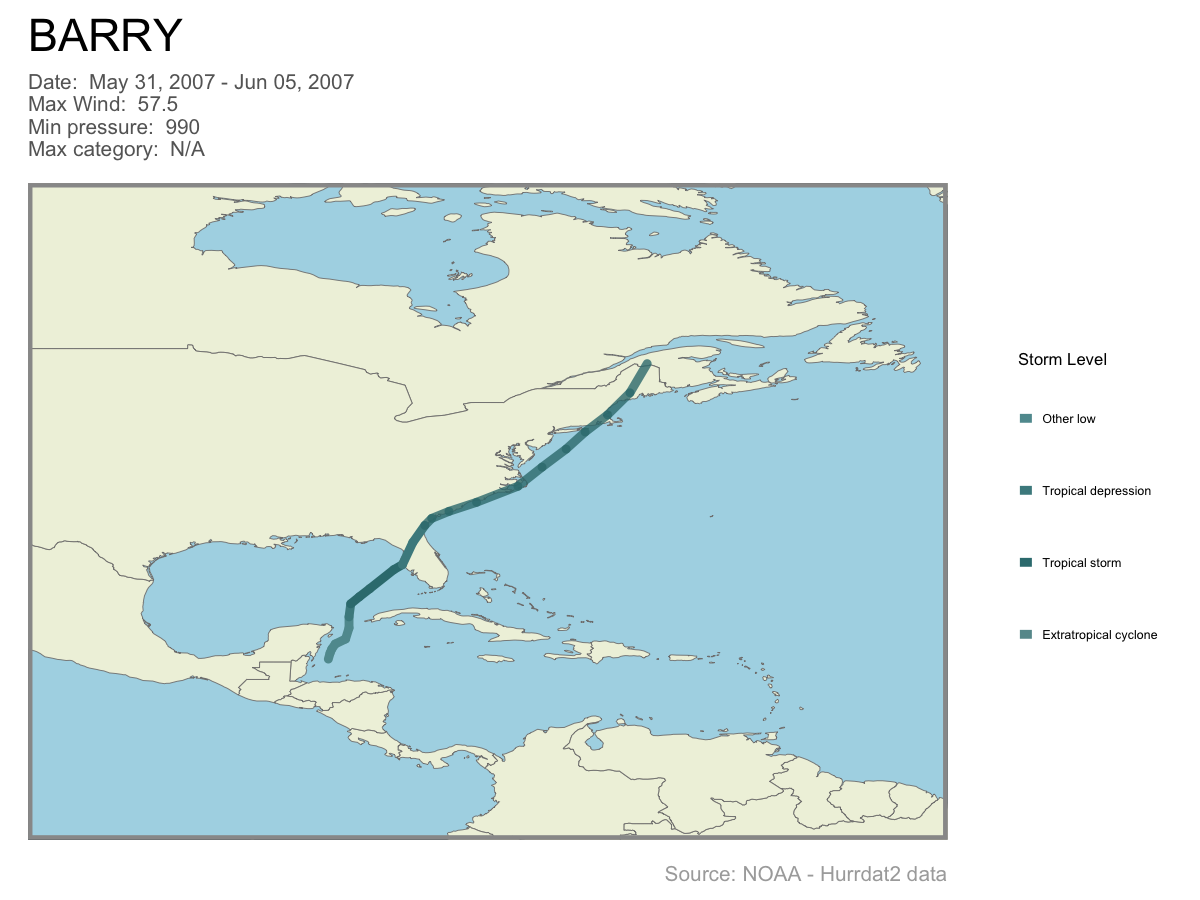 BARRY
Date:  May 31, 2007 - Jun 05, 2007
Max Wind:  57.5
Min pressure:  990
Max category:  N/A
Storm Level
Other low
Tropical depression
Tropical storm
Extratropical cyclone
Source: NOAA - Hurrdat2 data